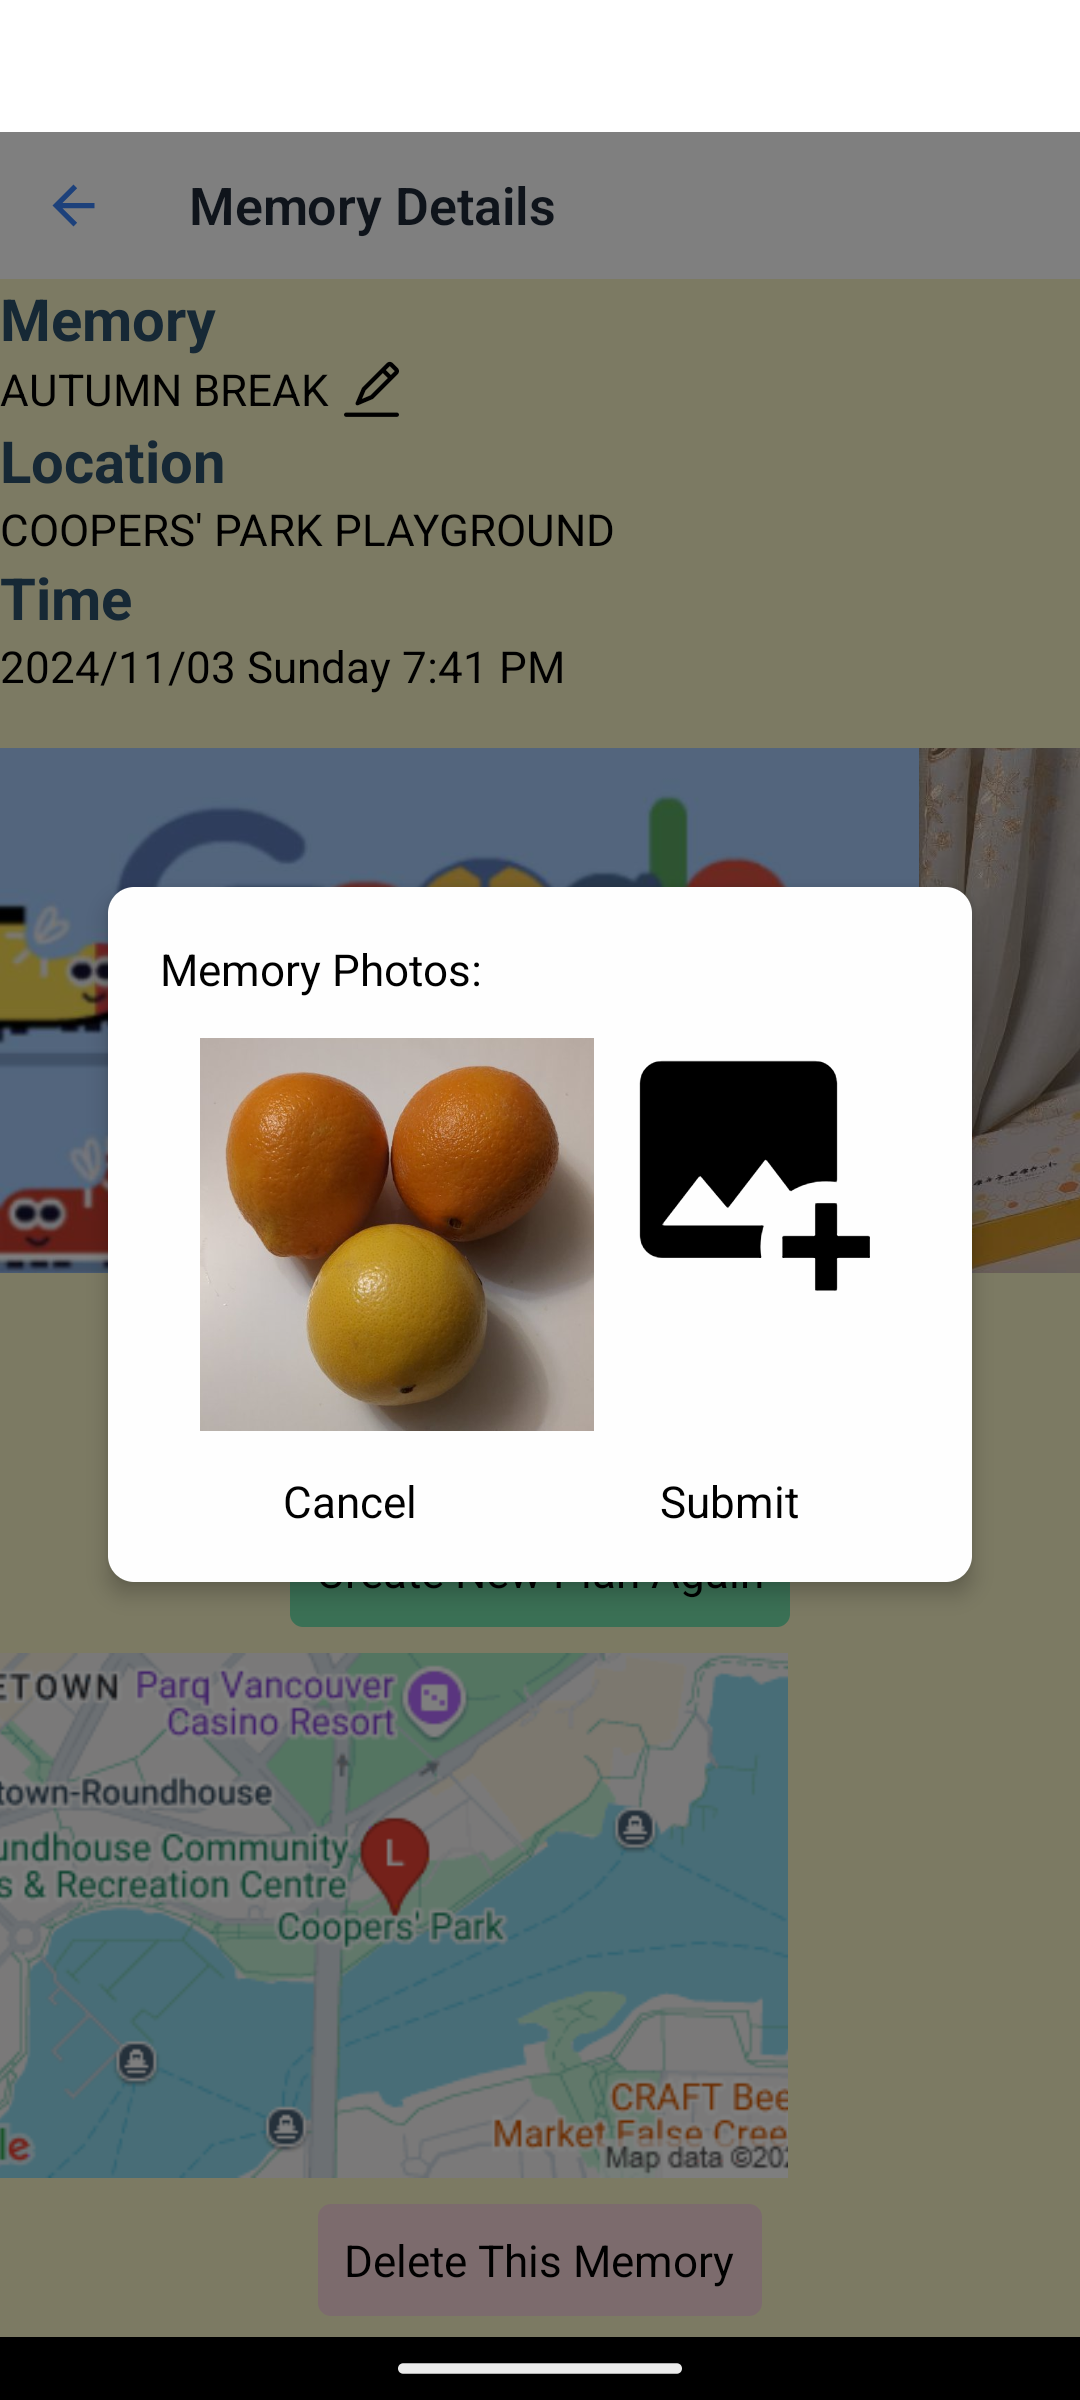 Memory Details
Memory
AUTUMN BREAK
Location
COOPERS' PARK PLAYGROUND
Time
2024/11/03 Sunday 7:41 PM
Memory Photos:
Cancel
Submit
Create New Plan Again
ETOWN
Parq Vancouver
Casino Resort
town-Roundhouse
undhouse Community
s & Recreation Centre
L
Coopers' Park
CRAFT Bee
Market False Cree
le
Map data ©202
Delete This Memory